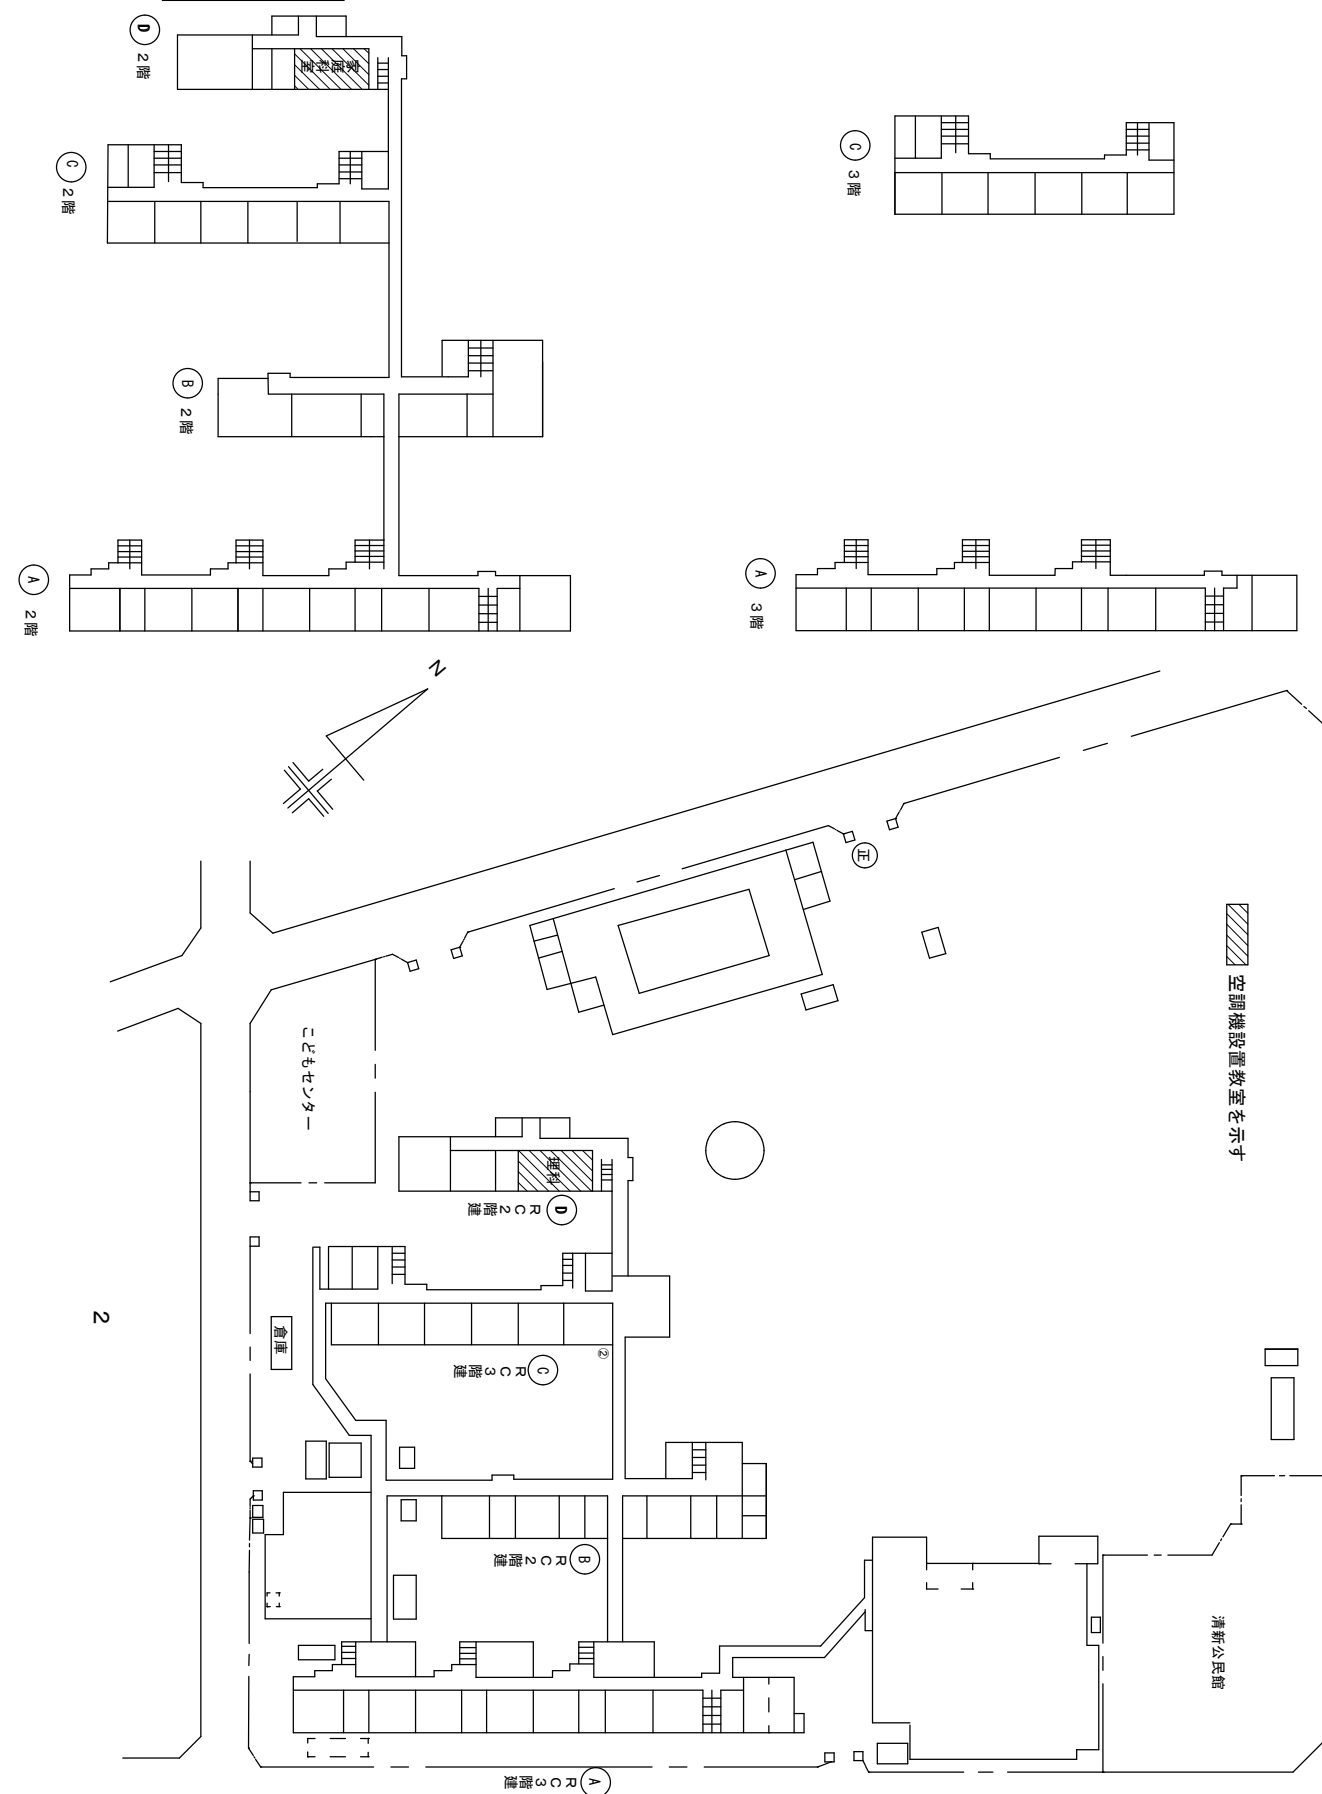 D 2階
家庭科室
C 2階
C 3階
B 2階
A 2階
A 3階
N
正
空調機設置教室を示す
こどもセンター
理科
D RC2階建
2
倉庫
②
C RC3階建
B RC2階建
清新公民館
A RC3階建